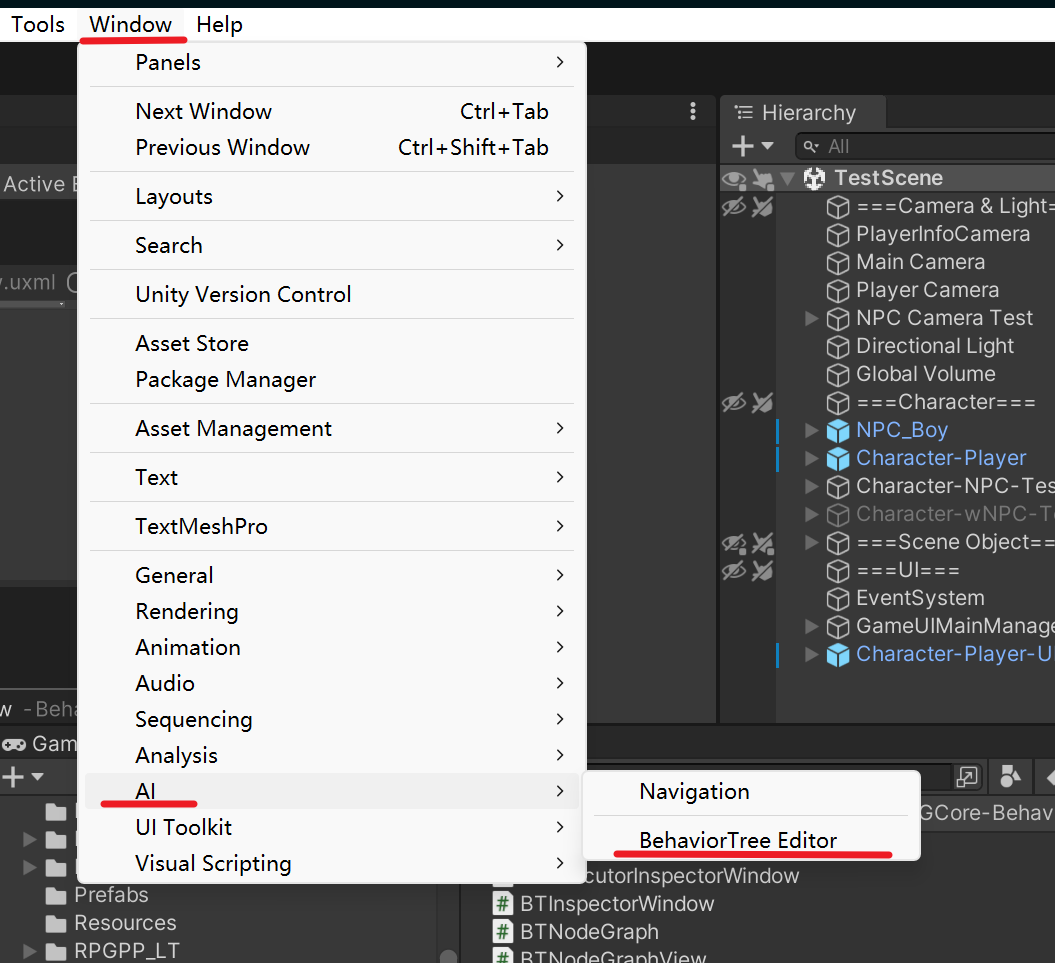 Tools Window Help
Panels
Next Window Ctrl+Tab
Previous Window Ctrl+Shift+Tab
Layouts
Search
Unity Version Control
Asset Store
Package Manager
Asset Management
Text
TextMeshPro
General
Rendering
Animation
Audio
Sequencing
Analysis
AI
UI Toolkit
Visual Scripting
Navigation
BehaviorTree Editor
Active
.uxml
Hierarchy
All
TestScene
===Camera & Light=
PlayerInfoCamera
Main Camera
Player Camera
NPC Camera Test
Directional Light
Global Volume
===Character===
NPC_Boy
Character-Player
Character-NPC-Tes
Character-wNPC-T
===Scene Object==
===UI===
EventSystem
GameUIMainManage
Character-Player-U
w - Beha
Gam
GCore-Behav
Prefabs
Resources
RPGPP_LT
cutorInspectorWindow
BTInspectorWindow
BTNodeGraph
BTNodeGraphView